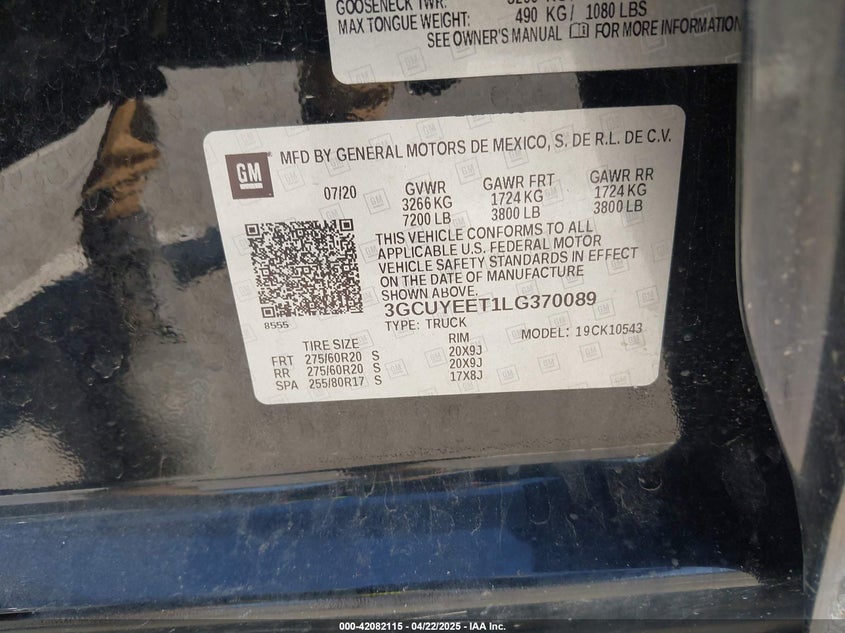 GOOSENECK TWR:
MAX TONGUE WEIGHT: 490 KG / 1080 LBS
SEE OWNER'S MANUAL FOR MORE INFORMATION
GM
MFD BY GENERAL MOTORS DE MEXICO, S. DE R.L. DE C.V.
07/20 GVWR GAWR FRT GAWR RR
3266 KG 1724 KG 1724 KG
7200 LB 3800 LB 3800 LB
THIS VEHICLE CONFORMS TO ALL
APPLICABLE U.S. FEDERAL MOTOR
VEHICLE SAFETY STANDARDS IN EFFECT
ON THE DATE OF MANUFACTURE
SHOWN ABOVE.
3GCUYEET1LG370089
8555
TYPE: TRUCK MODEL: 19CK10543
TIRE SIZE RIM
FRT 275/60R20 S 20X9J
RR 275/60R20 S 20X9J
SPA 255/80R17 S 17X8J
000-42082115 - 04/22/2025 - IAA Inc.